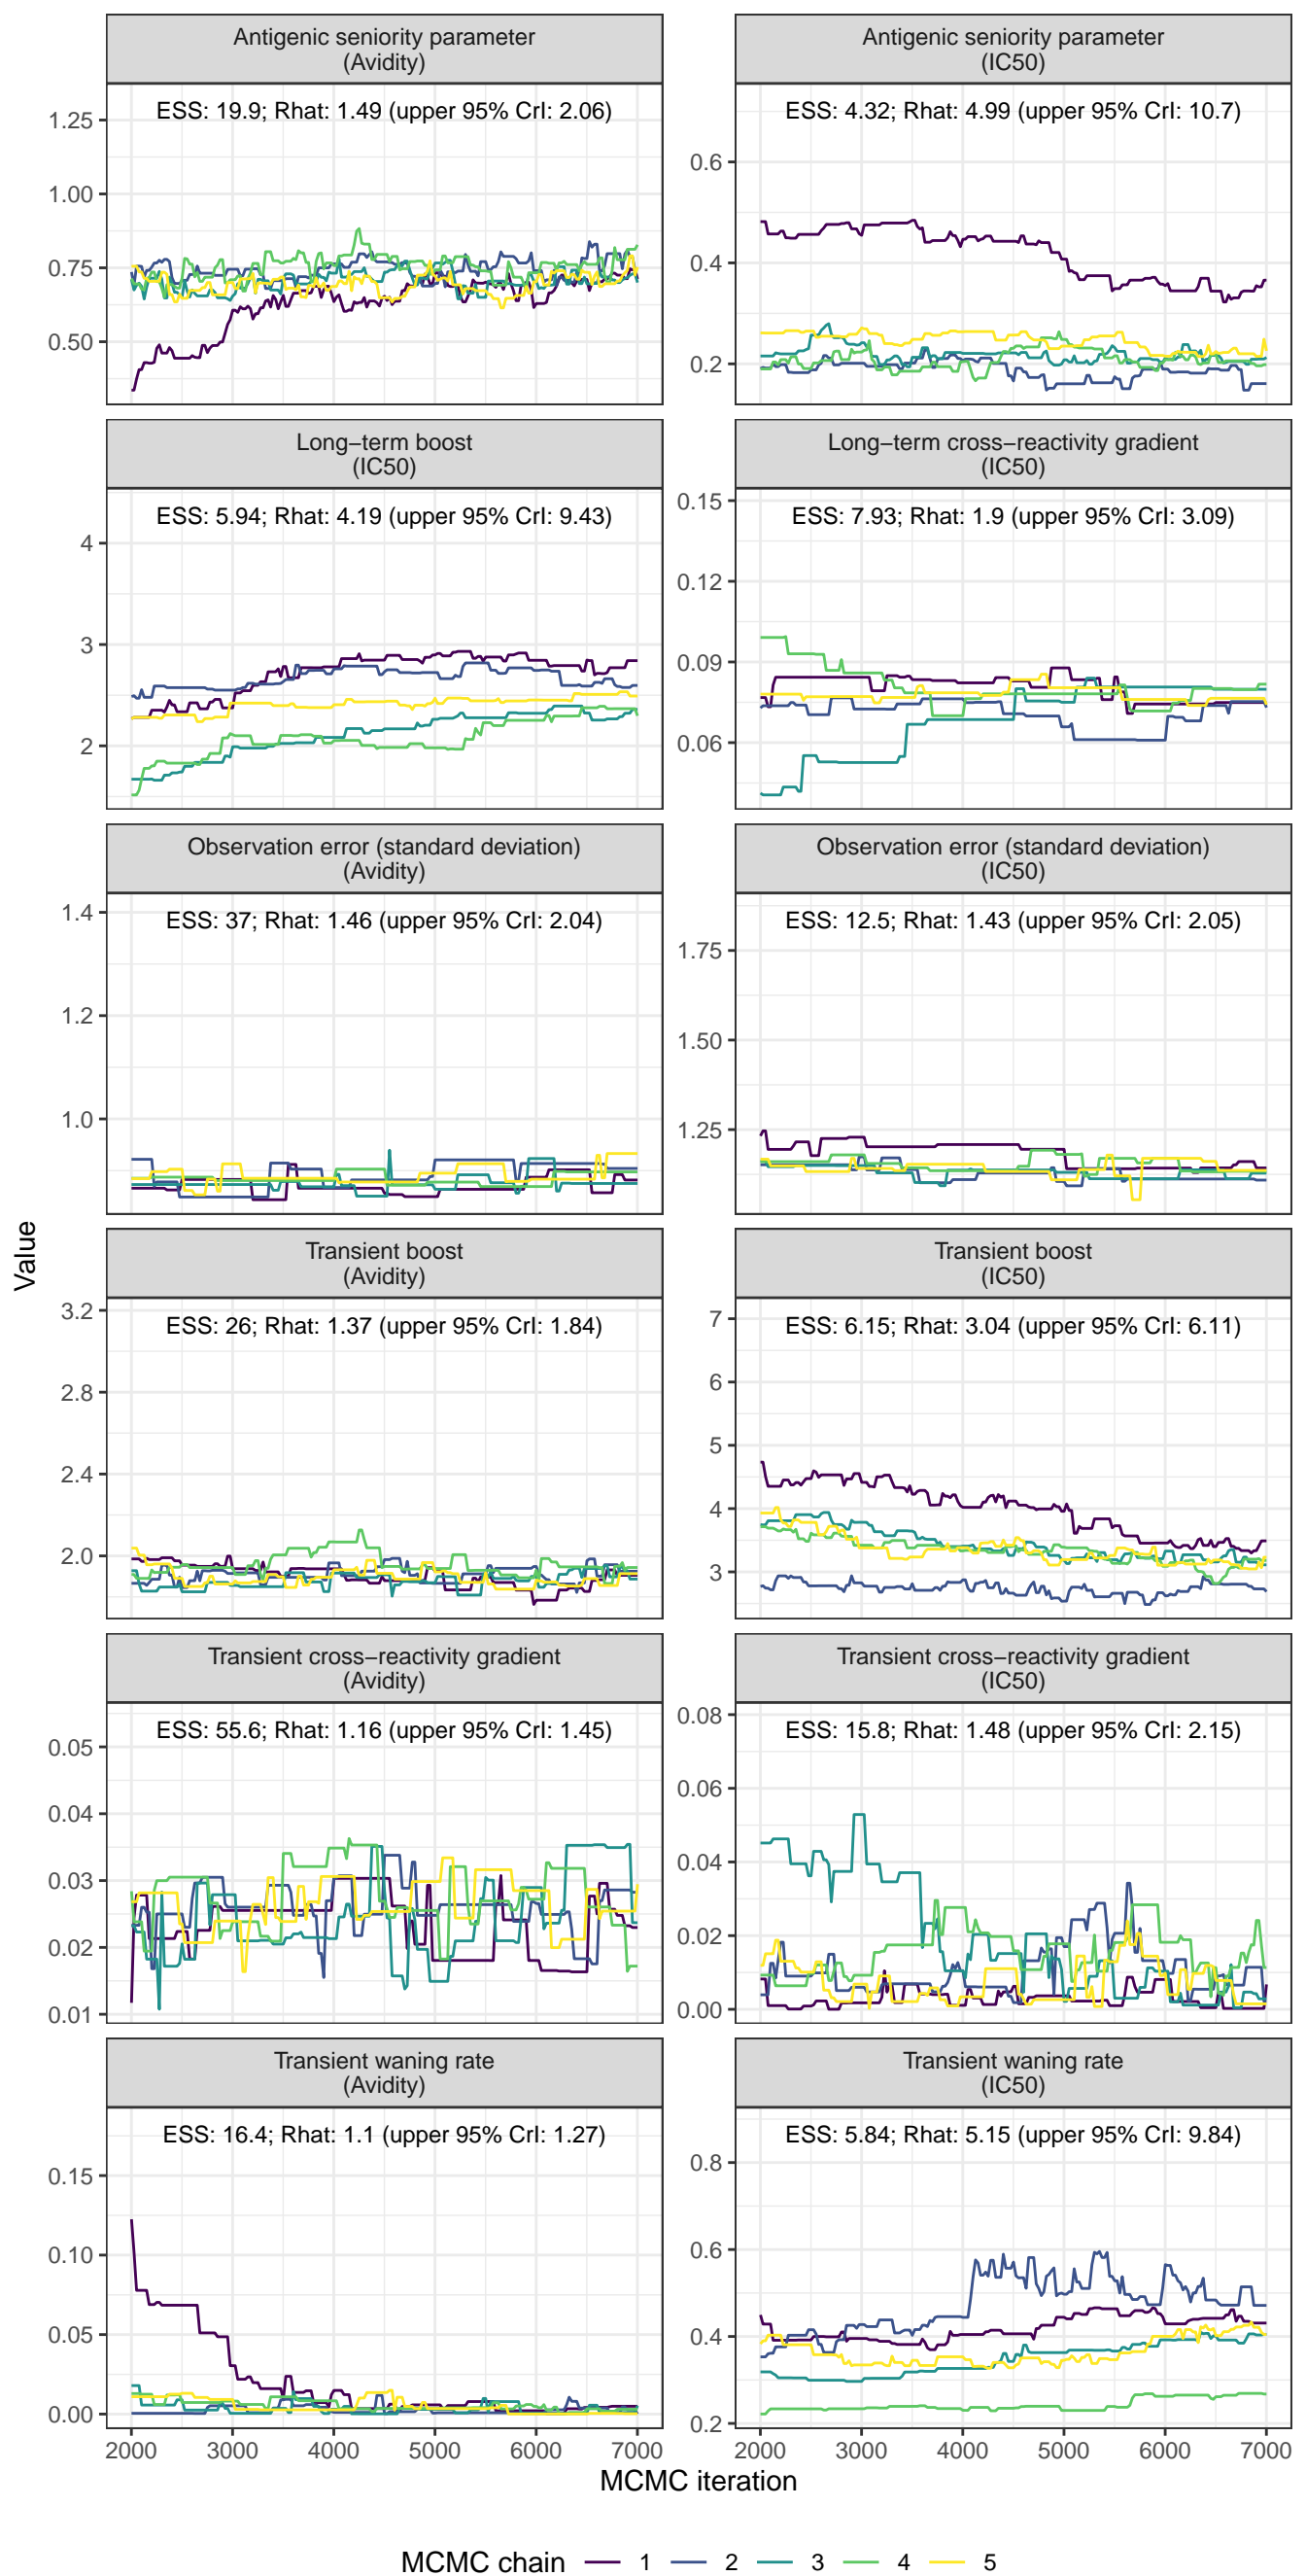 Antigenic seniority parameter
(Avidity)
Antigenic seniority parameter
(IC50)
ESS: 19.9; Rhat: 1.49 (upper 95% CrI: 2.06)
1.25
1.00
0.75
0.50
ESS: 4.32; Rhat: 4.99 (upper 95% CrI: 10.7)
0.6
0.4
0.2
Long−term boost
(IC50)
Long−term cross−reactivity gradient
(IC50)
ESS: 5.94; Rhat: 4.19 (upper 95% CrI: 9.43)
4
3
2
ESS: 7.93; Rhat: 1.9 (upper 95% CrI: 3.09)
0.15
0.12
0.09
0.06
Observation error (standard deviation)
(Avidity)
Observation error (standard deviation)
(IC50)
ESS: 37; Rhat: 1.46 (upper 95% CrI: 2.04)
1.4
1.2
1.0
ESS: 12.5; Rhat: 1.43 (upper 95% CrI: 2.05)
1.75
1.50
1.25
Value
Transient boost
(Avidity)
Transient boost
(IC50)
ESS: 26; Rhat: 1.37 (upper 95% CrI: 1.84)
3.2
2.8
2.4
2.0
ESS: 6.15; Rhat: 3.04 (upper 95% CrI: 6.11)
7
6
5
4
3
Transient cross−reactivity gradient
(Avidity)
Transient cross−reactivity gradient
(IC50)
ESS: 55.6; Rhat: 1.16 (upper 95% CrI: 1.45)
0.05
0.04
0.03
0.02
0.01
ESS: 15.8; Rhat: 1.48 (upper 95% CrI: 2.15)
0.08
0.06
0.04
0.02
0.00
Transient waning rate
(Avidity)
Transient waning rate
(IC50)
ESS: 16.4; Rhat: 1.1 (upper 95% CrI: 1.27)
0.15
0.10
0.05
0.00
ESS: 5.84; Rhat: 5.15 (upper 95% CrI: 9.84)
0.8
0.6
0.4
0.2
2000 3000 4000 5000 6000 7000
2000 3000 4000 5000 6000 7000
MCMC iteration
MCMC chain 1 2 3 4 5